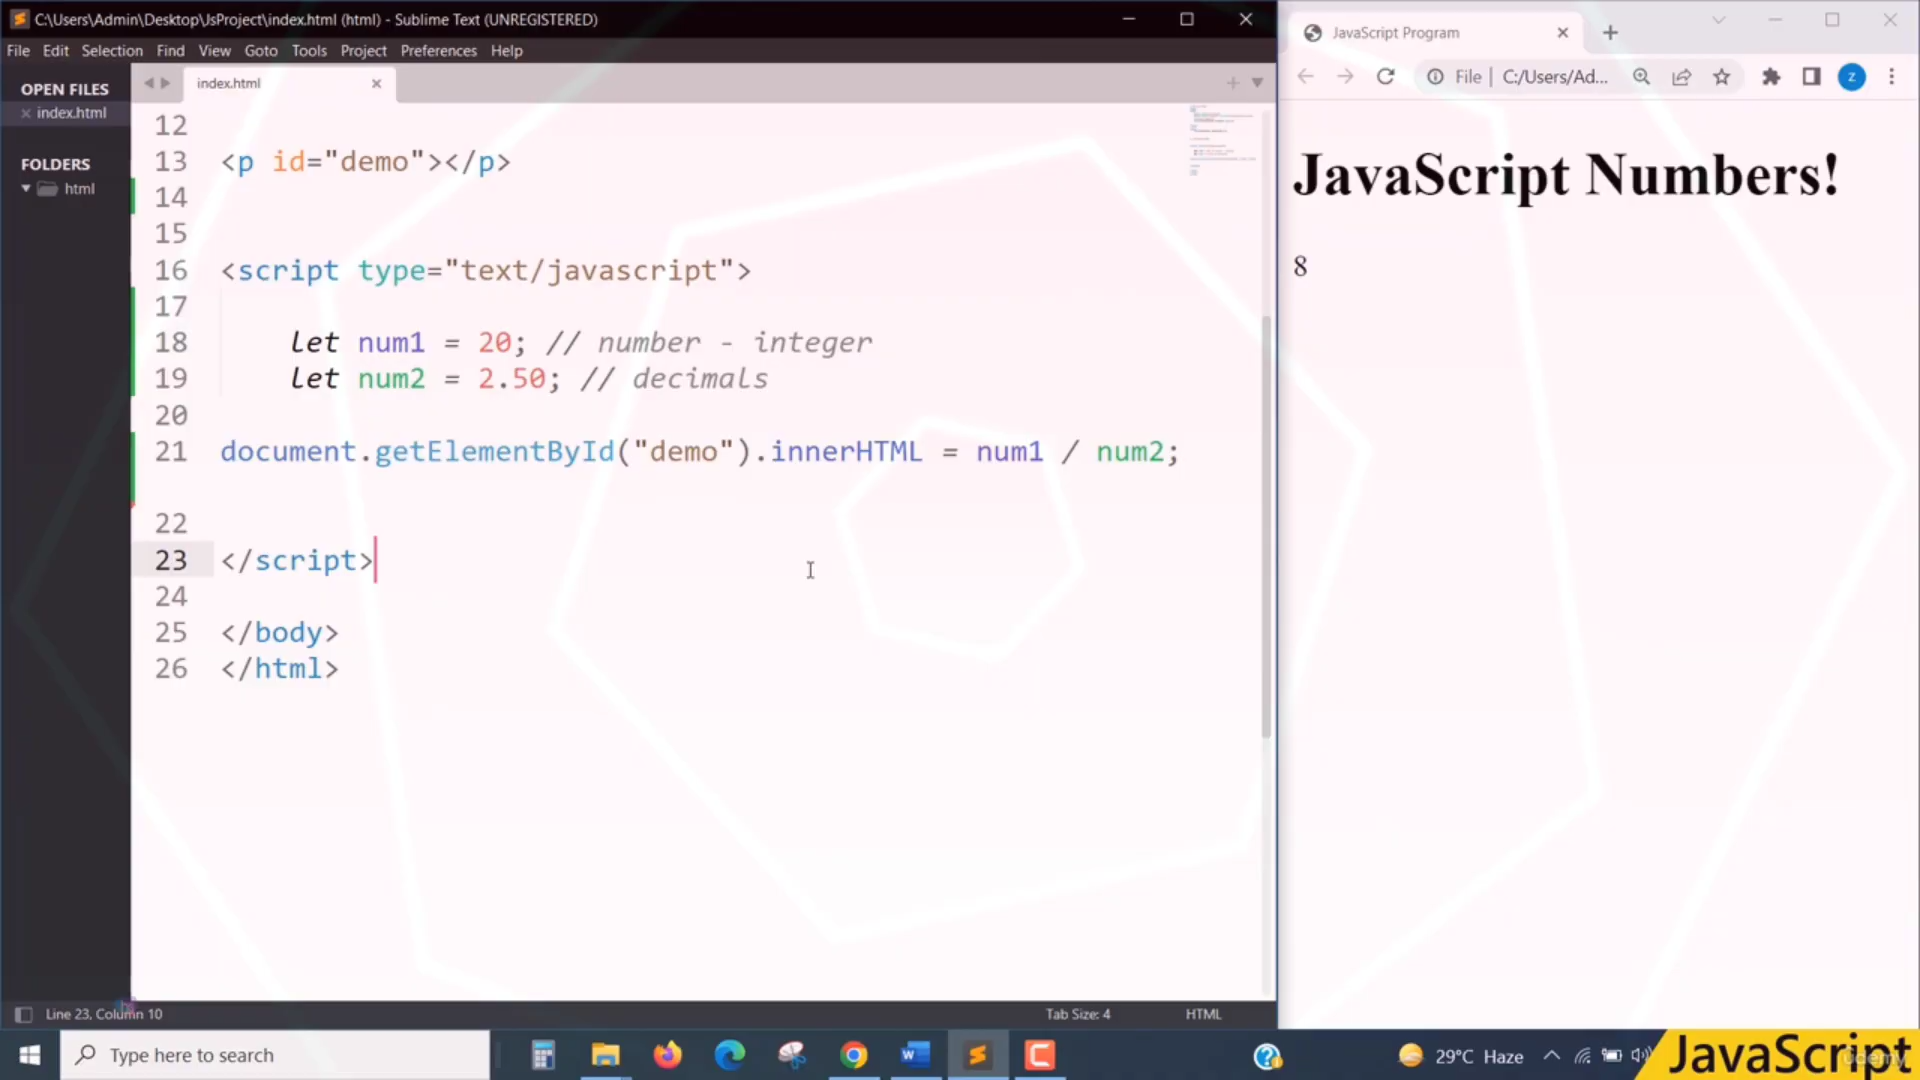 C:\Users\Admin\Desktop\JsProject\index.html (html) - Sublime Text (UNREGISTERED)
File Edit Selection Find View Goto Tools Project Preferences Help
OPEN FILES
index.html
FOLDERS
html
index.html
12
13 <p id="demo"></p>
14
15
16 <script type="text/javascript">
17
18 let num1 = 20; // number - integer
19 let num2 = 2.50; // decimals
20
21 document.getElementById("demo").innerHTML = num1 / num2;
22
23 </script>
24
25 </body>
26 </html>
Line 23, Column 10
Tab Size: 4
HTML
JavaScript Program
File C:/Users/Ad...
z
JavaScript Numbers!
8
Type here to search
29°C Haze
JavaScript
udemy